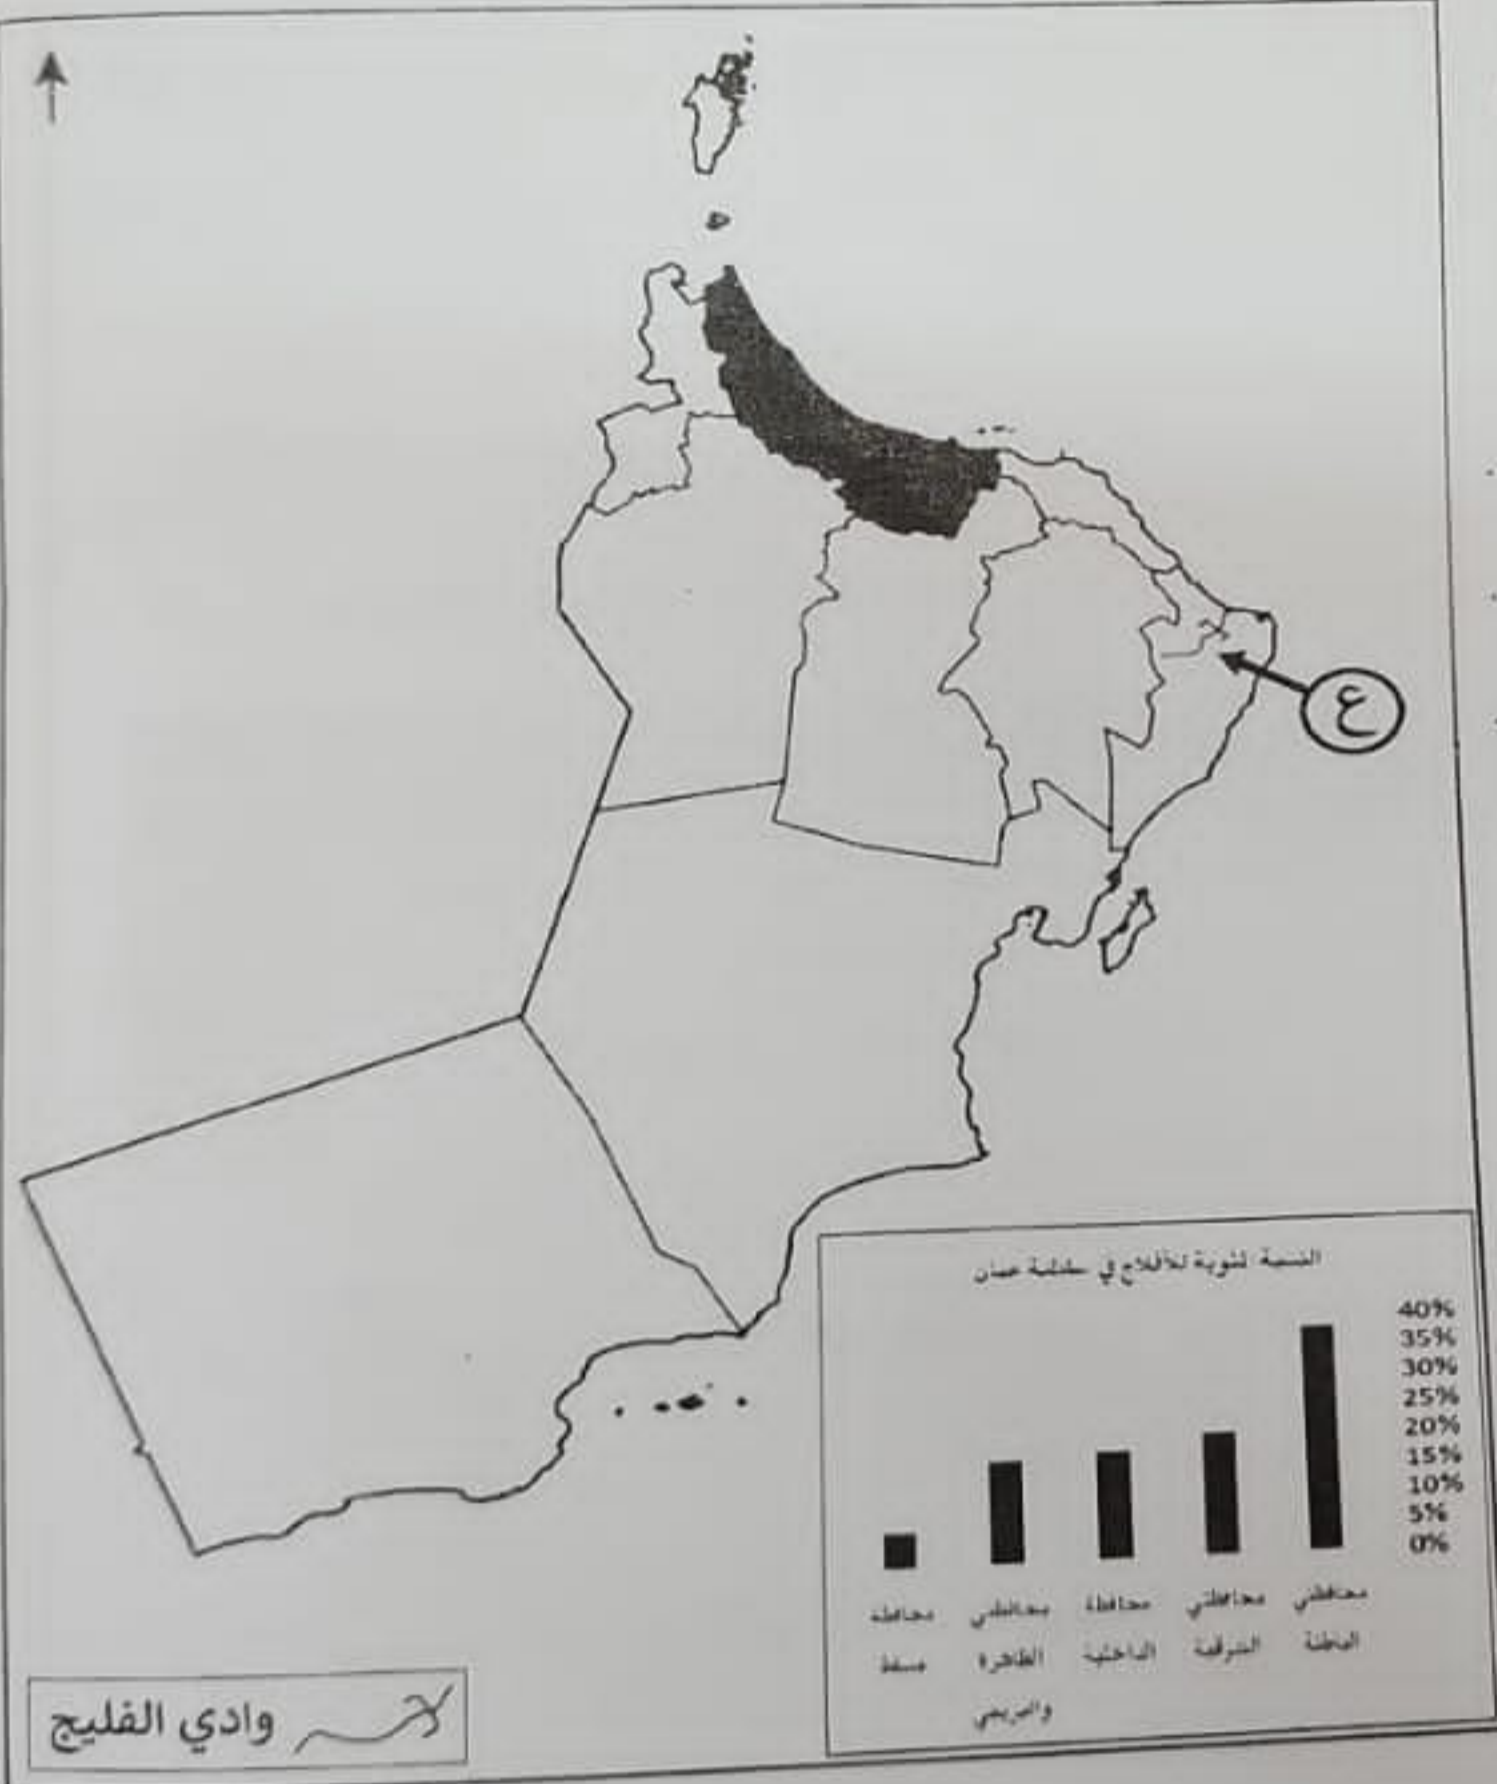 ع
النسبة المئوية للأفلاج في سلطنة عمان
40%
35%
30%
25%
20%
15%
10%
5%
0%
محافظتي الباطنة
محافظتي الشرقية
محافظة الداخلية
محافظتي الظاهرة والبريمي
محافظة مسقط
وادي الفليج